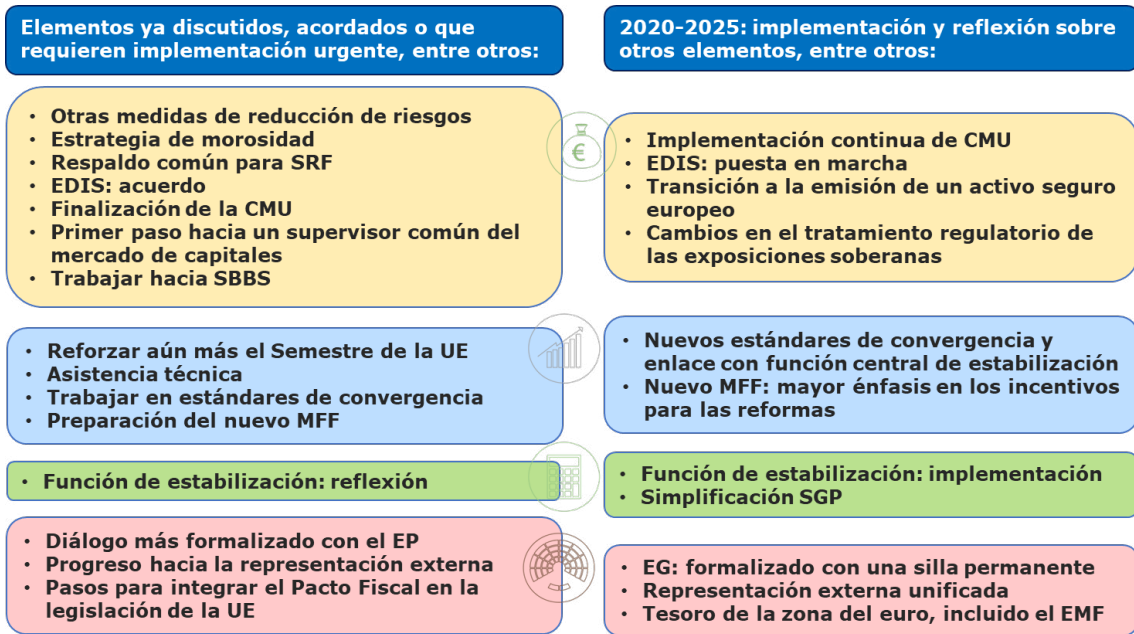 Elementos ya discutidos, acordados o que
requieren implementación urgente, entre otros:
• Otras medidas de reducción de riesgos
• Estrategia de morosidad
• Respaldo común para SRF
• EDIS: acuerdo
• Finalización de la CMU
• Primer paso hacia un supervisor común del
mercado de capitales
• Trabajar hacia SBBS
• Reforzar aún más el Semestre de la UE
• Asistencia técnica
• Trabajar en estándares de convergencia
• Preparación del nuevo MFF
• Función de estabilización: reflexión
• Diálogo más formalizado con el EP
• Progreso hacia la representación externa
• Pasos para integrar el Pacto Fiscal en la
legislación de la UE
2020-2025: implementación y reflexión sobre
otros elementos, entre otros:
• Implementación continua de CMU
• EDIS: puesta en marcha
• Transición a la emisión de un activo seguro
europeo
• Cambios en el tratamiento regulatorio de
las exposiciones soberanas
• Nuevos estándares de convergencia y
enlace con función central de estabilización
• Nuevo MFF: mayor énfasis en los incentivos
para las reformas
• Función de estabilización: implementación
• Simplificación SGP
• EG: formalizado con una silla permanente
• Representación externa unificada
• Tesoro de la zona del euro, incluido el EMF
€